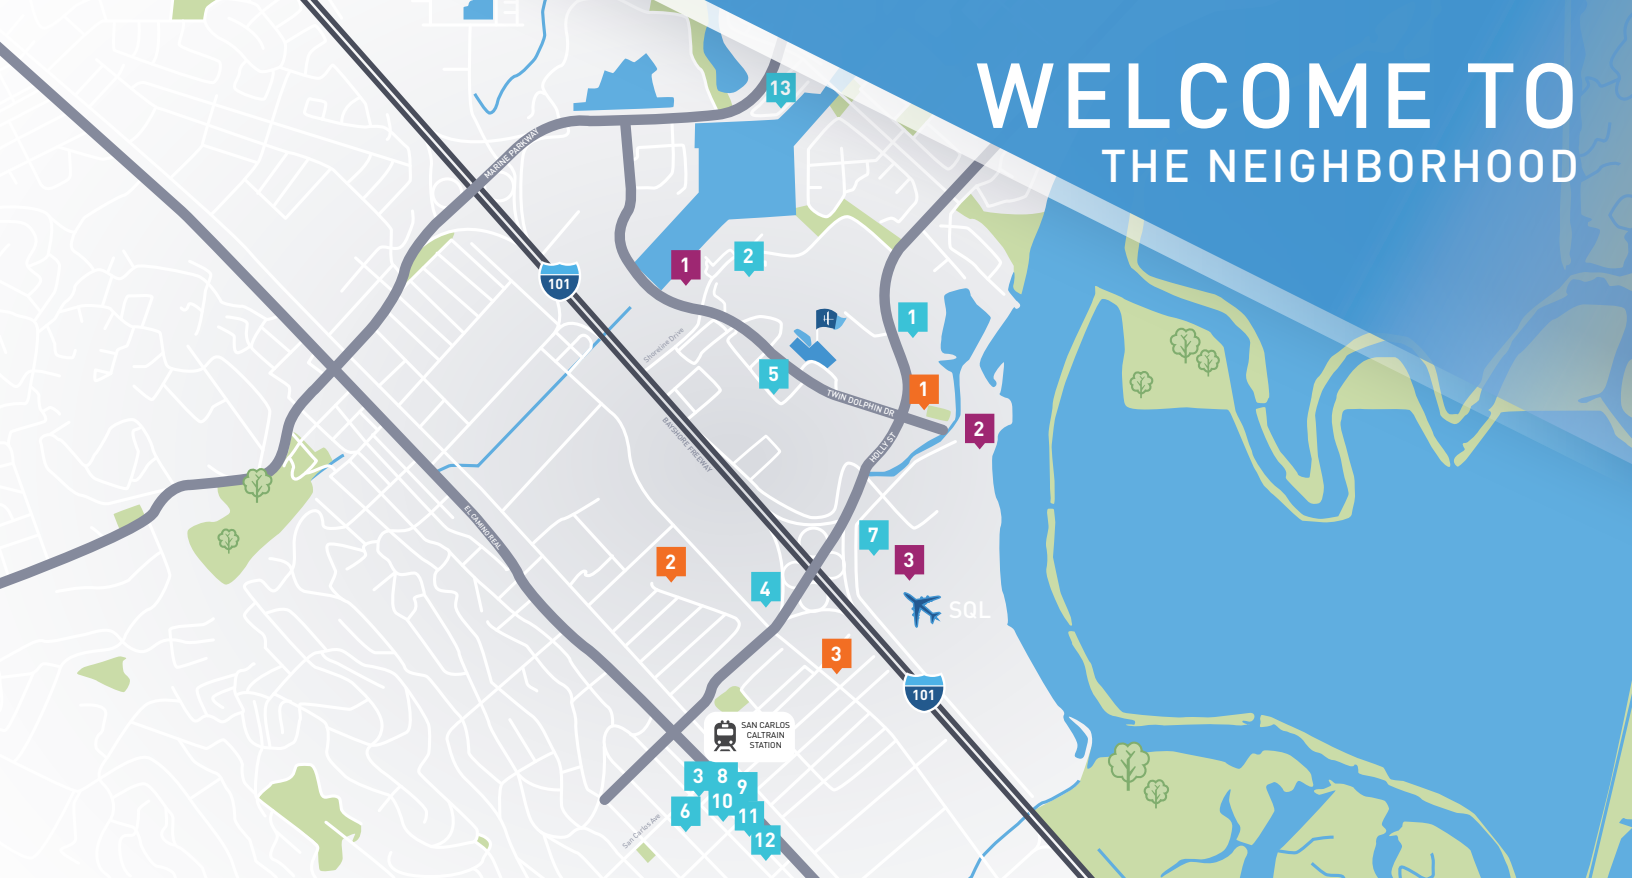 WELCOME TO
THE NEIGHBORHOOD
13
MARINE PARKWAY
1
2
101
1
Shoreline Drive
5
TWIN DOLPHIN DR
1
2
BAYSHORE FREEWAY
HOLLY ST
EL CAMINO REAL
7
2
3
4
SQL
3
101
SAN CARLOS
CALTRAIN
STATION
3
8
9
10
6
11
San Carlos Ave
12